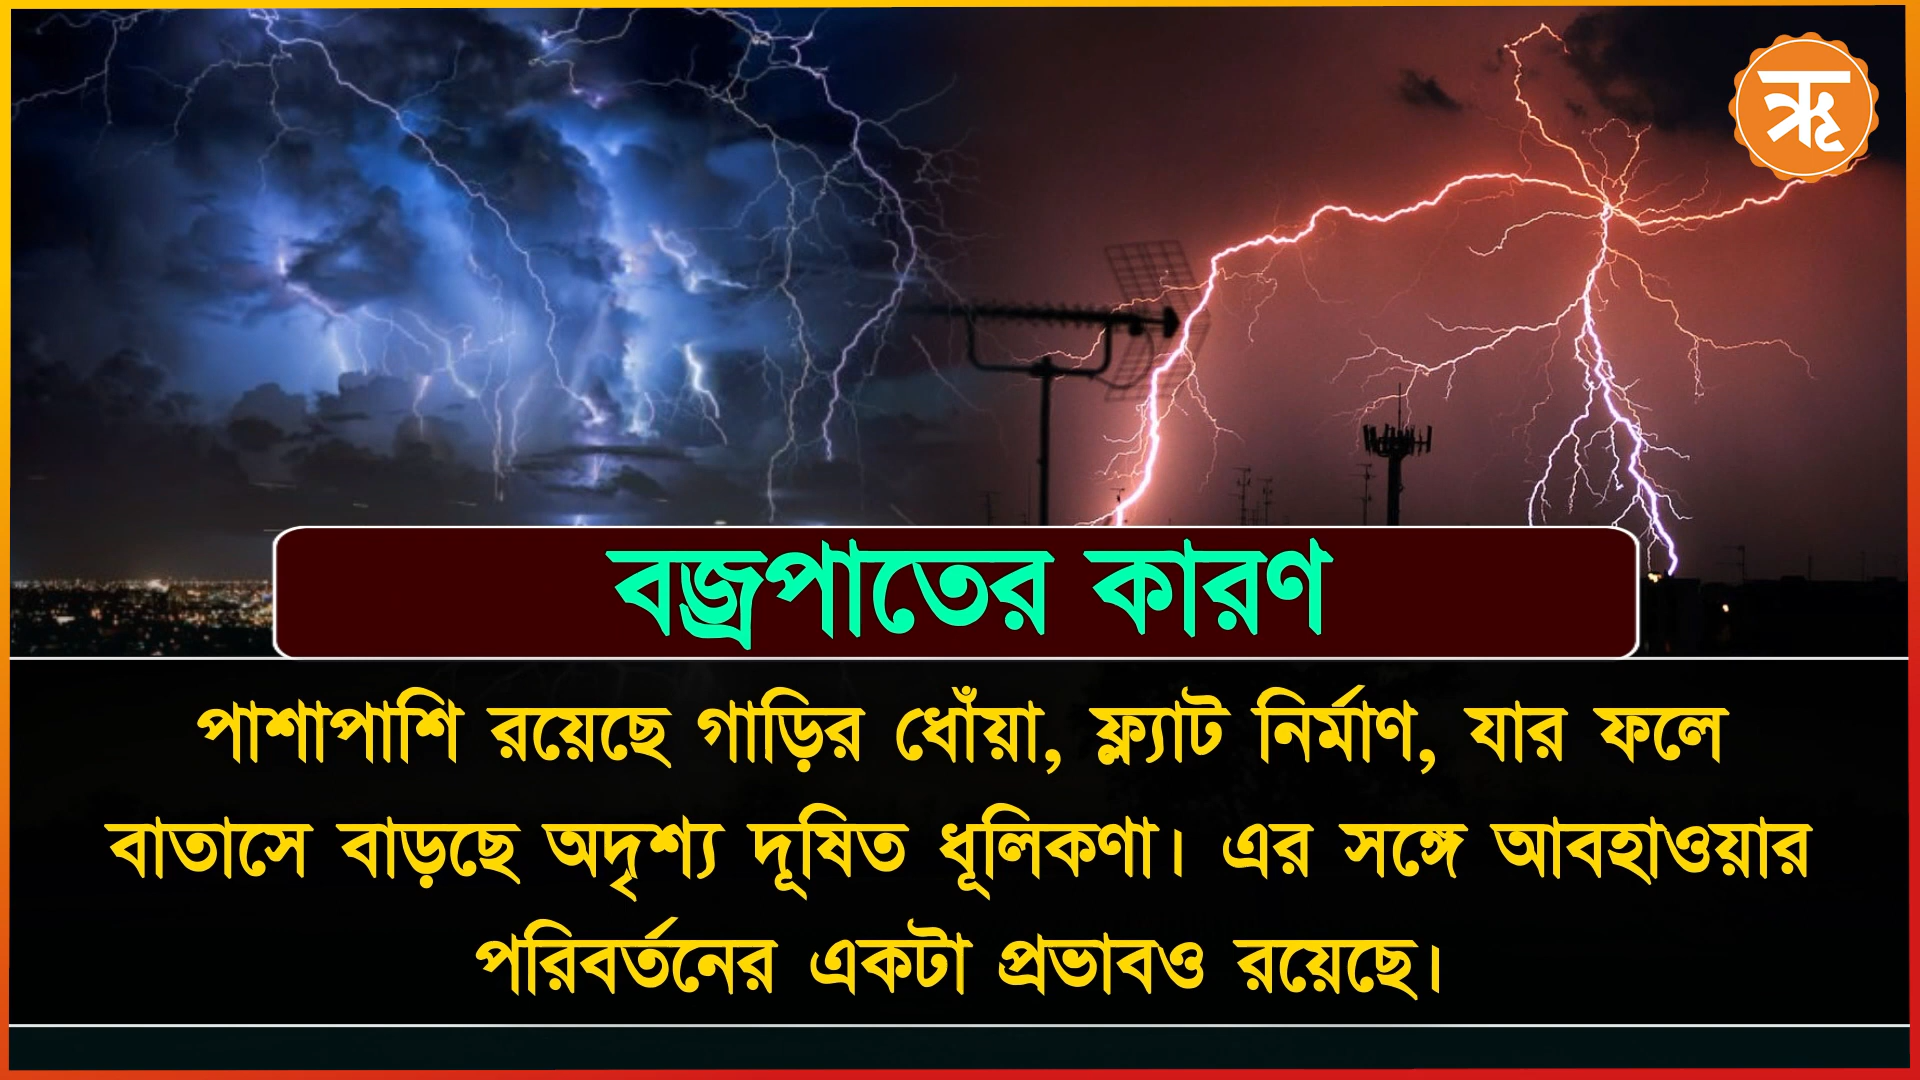 ঋ
বজ্রপাতের কারণ
পাশাপাশি রয়েছে গাড়ির ধোঁয়া, ফ্ল্যাট নির্মাণ, যার ফলে
বাতাসে বাড়ছে অদৃশ্য দূষিত ধূলিকণা। এর সঙ্গে আবহাওয়ার
পরিবর্তনের একটা প্রভাবও রয়েছে।